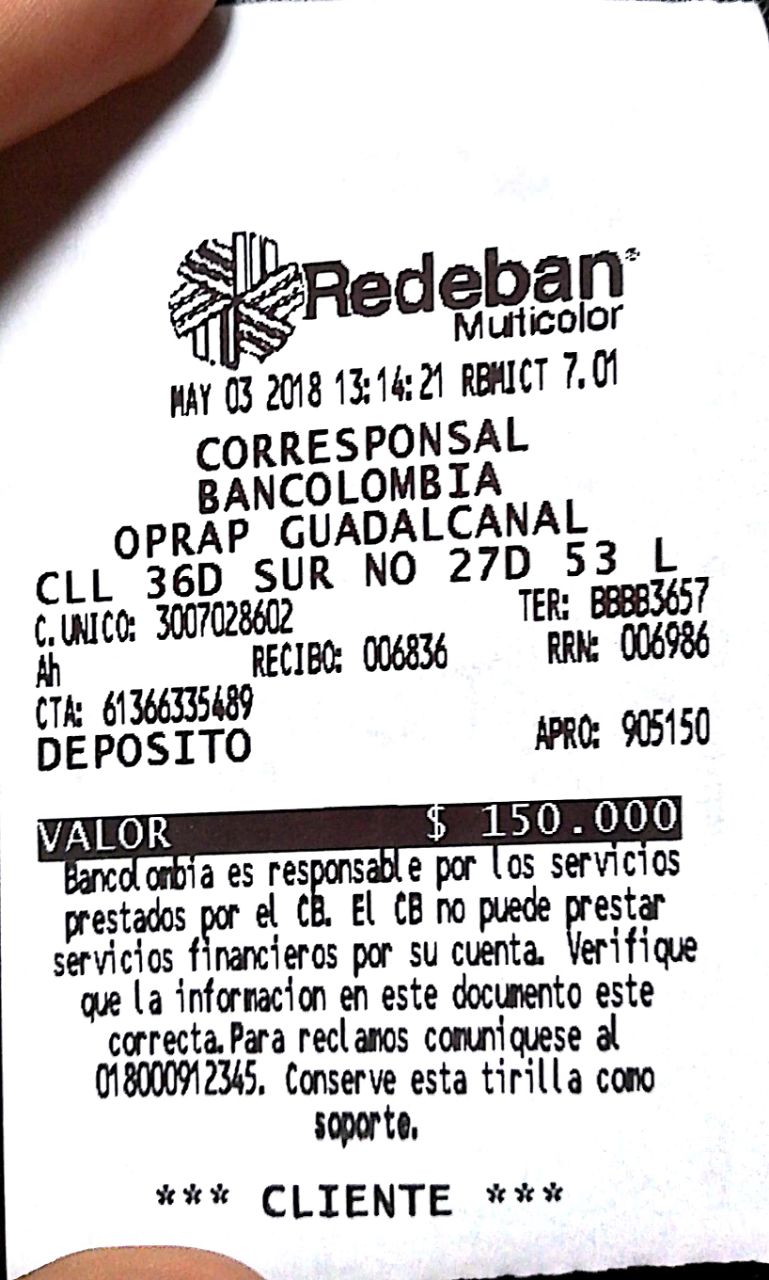 Redeban®
Multicolor
MAY 03 2018 13:14:21 RBMICT 7.01
CORRESPONSAL
BANCOLOMBIA
OPRAP GUADALCANAL
CLL 36D SUR NO 27D 53 L
C.UNICO: 3007028602 TER: BBBB3657
Ah RECIBO: 006836 RRN: 006986
CTA: 61366335489
DEPOSITO APRO: 905150
VALOR $ 150.000
Bancolombia es responsable por los servicios
prestados por el CB. El CB no puede prestar
servicios financieros por su cuenta. Verifique
que la informacion en este documento este
correcta.Para reclamos comuniquese al
018000912345. Conserve esta tirilla como
soporte.
*** CLIENTE ***